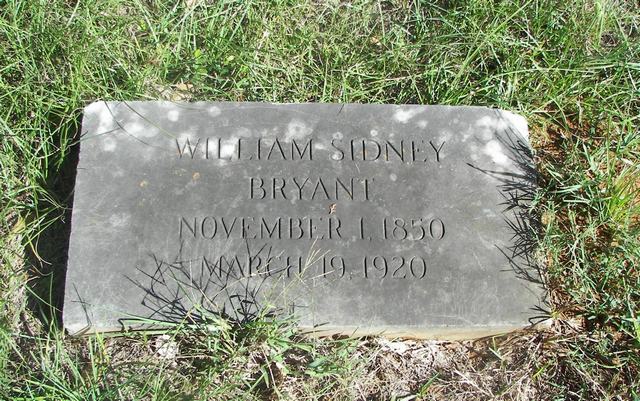 WILLIAM SIDNEY
BRYANT
NOVEMBER 1, 1850
MARCH 19, 1920